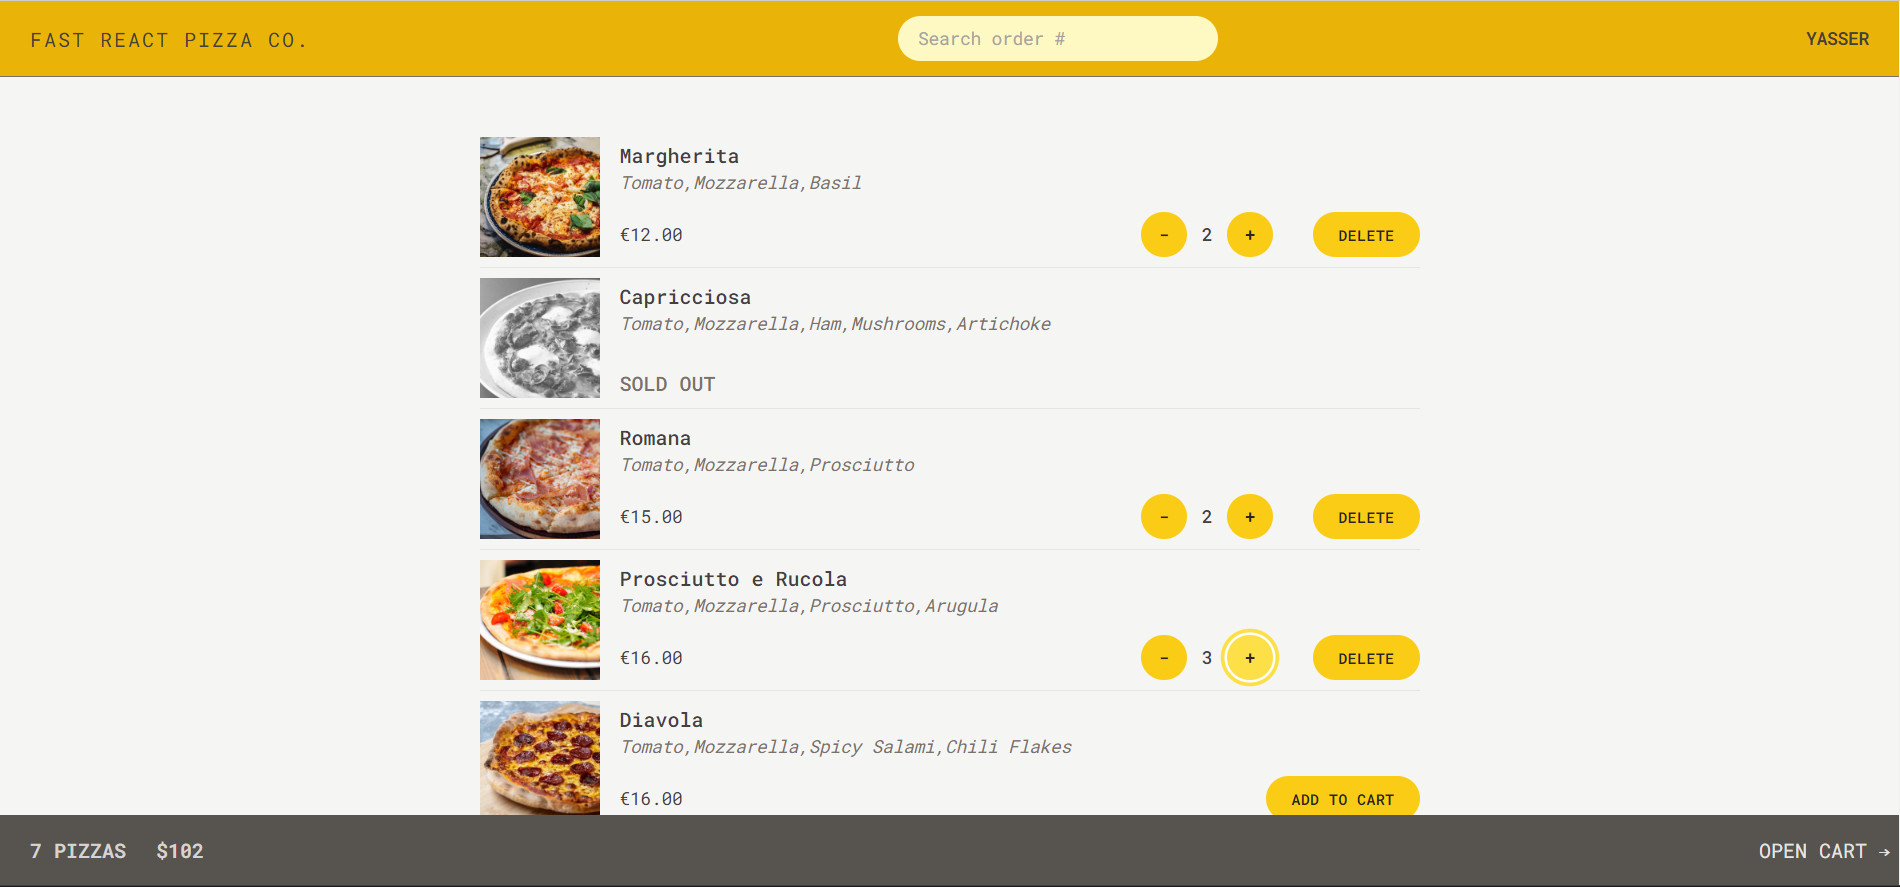 FAST REACT PIZZA CO.
Search order #
YASSER
Margherita
Tomato,Mozzarella,Basil
€12.00 - 2 + DELETE
Capricciosa
Tomato,Mozzarella,Ham,Mushrooms,Artichoke
SOLD OUT
Romana
Tomato,Mozzarella,Prosciutto
€15.00 - 2 + DELETE
Prosciutto e Rucola
Tomato,Mozzarella,Prosciutto,Arugula
€16.00 - 3 + DELETE
Diavola
Tomato,Mozzarella,Spicy Salami,Chili Flakes
€16.00 ADD TO CART
7 PIZZAS $102 OPEN CART →